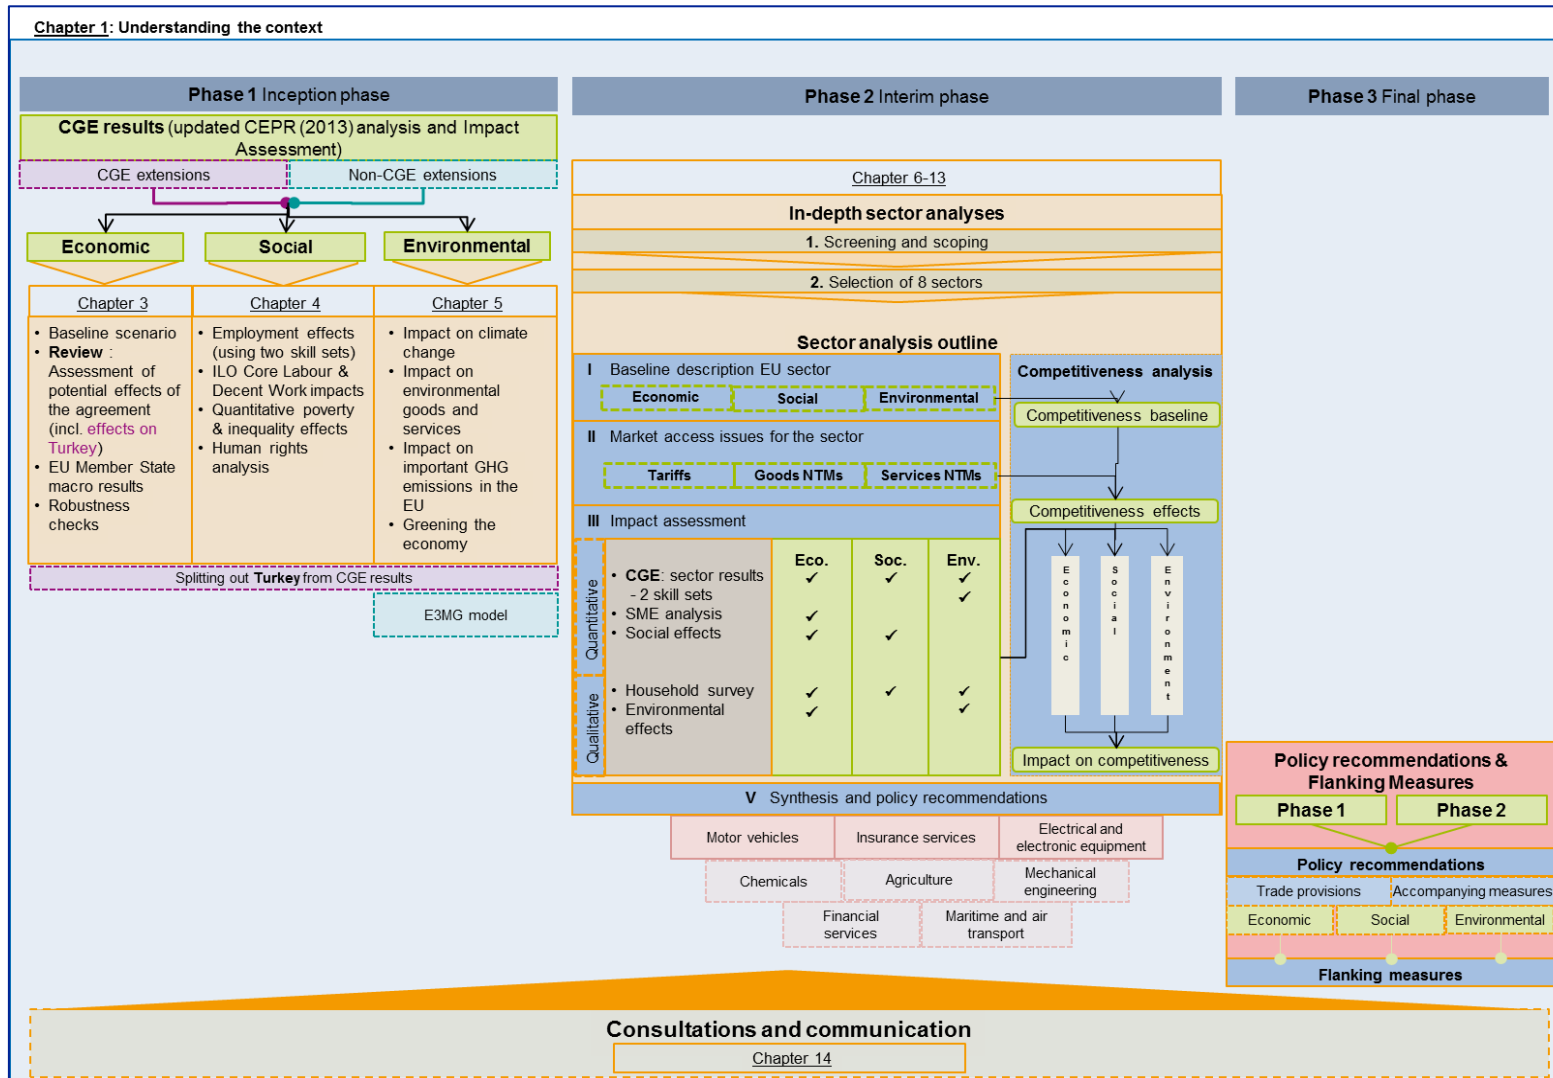 Chapter 1: Understanding the context
Phase 1 Inception phase
CGE results (updated CEPR (2013) analysis and Impact
Assessment)
CGE extensions
Non-CGE extensions
Economic
Social
Environmental
Chapter 3
• Baseline scenario
• Review :
Assessment of
potential effects of
the agreement
(incl. effects on
Turkey)
• EU Member State
macro results
• Robustness
checks
Chapter 4
• Employment effects
(using two skill sets)
• ILO Core Labour &
Decent Work impacts
• Quantitative poverty
& inequality effects
• Human rights
analysis
Chapter 5
• Impact on climate
change
• Impact on
environmental
goods and
services
• Impact on
important GHG
emissions in the
EU
• Greening the
economy
Splitting out Turkey from CGE results
E3MG model
Phase 2 Interim phase
Chapter 6-13
In-depth sector analyses
1. Screening and scoping
2. Selection of 8 sectors
Sector analysis outline
I Baseline description EU sector
Economic
Social
Environmental
II Market access issues for the sector
Tariffs
Goods NTMs
Services NTMs
III Impact assessment
Quantitative
Qualitative
Eco.
Soc.
Env.
• CGE: sector results ✓ ✓ ✓
- 2 skill sets ✓
• SME analysis ✓
• Social effects ✓ ✓
• Household survey ✓ ✓ ✓
• Environmental ✓ ✓
effects
Competitiveness analysis
Competitiveness baseline
Competitiveness effects
Economic
Social
Environment
Impact on competitiveness
V Synthesis and policy recommendations
Motor vehicles
Insurance services
Electrical and
electronic equipment
Chemicals
Agriculture
Mechanical
engineering
Financial
services
Maritime and air
transport
Phase 3 Final phase
Policy recommendations &
Flanking Measures
Phase 1
Phase 2
Policy recommendations
Trade provisions
Accompanying measures
Economic
Social
Environmental
Flanking measures
Consultations and communication
Chapter 14